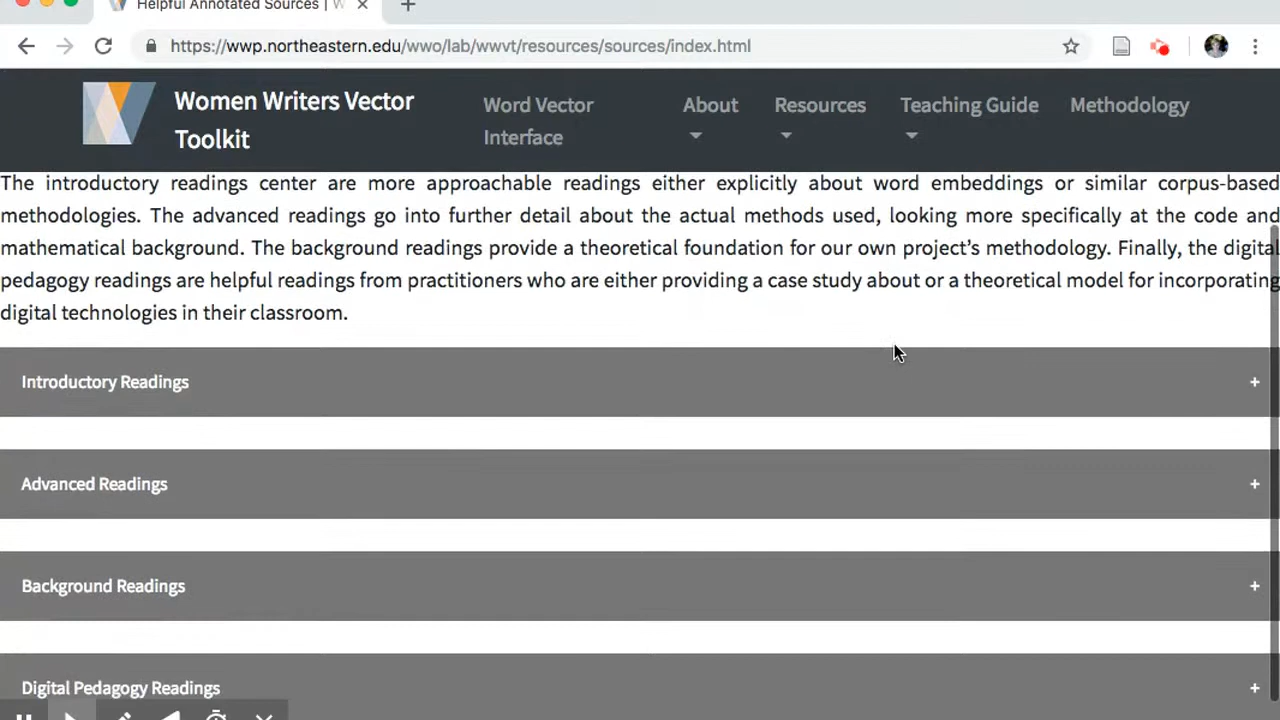 Helpful Annotated Sources | W
https://wwp.northeastern.edu/wwo/lab/wwvt/resources/sources/index.html
Women Writers Vector
Toolkit
Word Vector
Interface
About
Resources
Teaching Guide
Methodology
The introductory readings center are more approachable readings either explicitly about word embeddings or similar corpus-based
methodologies. The advanced readings go into further detail about the actual methods used, looking more specifically at the code and
mathematical background. The background readings provide a theoretical foundation for our own project’s methodology. Finally, the digital
pedagogy readings are helpful readings from practitioners who are either providing a case study about or a theoretical model for incorporating
digital technologies in their classroom.
Introductory Readings +
Advanced Readings +
Background Readings +
Digital Pedagogy Readings +